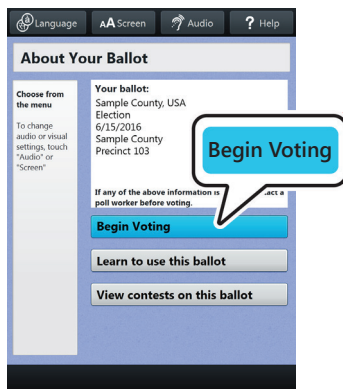 Language
AA Screen
Audio
? Help
About Your Ballot
Choose from
the menu
To change
audio or visual
settings, touch
"Audio" or
"Screen"
Your ballot:
Sample County, USA
Election
6/15/2016
Sample County
Precinct 103
If any of the above information is act a
poll worker before voting.
Begin Voting
Begin Voting
Learn to use this ballot
View contests on this ballot